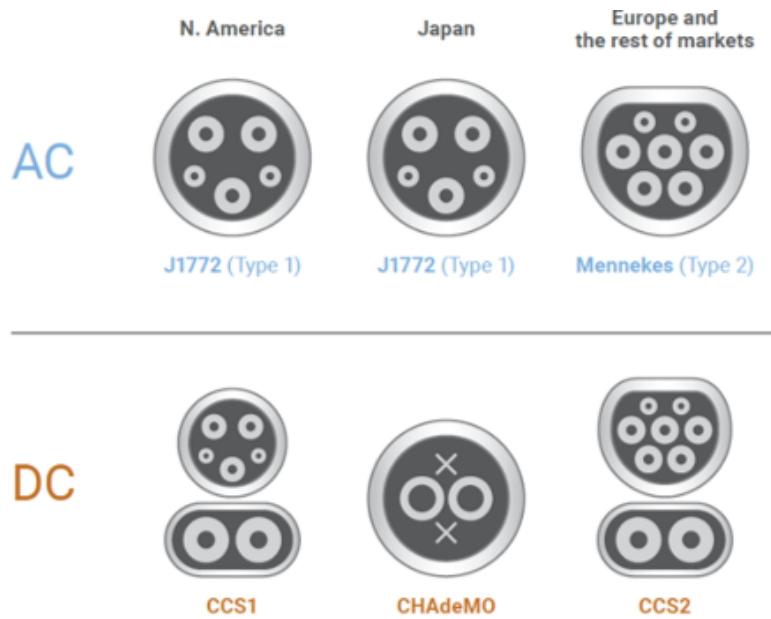 N. America
Japan
Europe and
the rest of markets
AC
J1772 (Type 1)
J1772 (Type 1)
Mennekes (Type 2)
DC
CCS1
CHAdeMO
CCS2